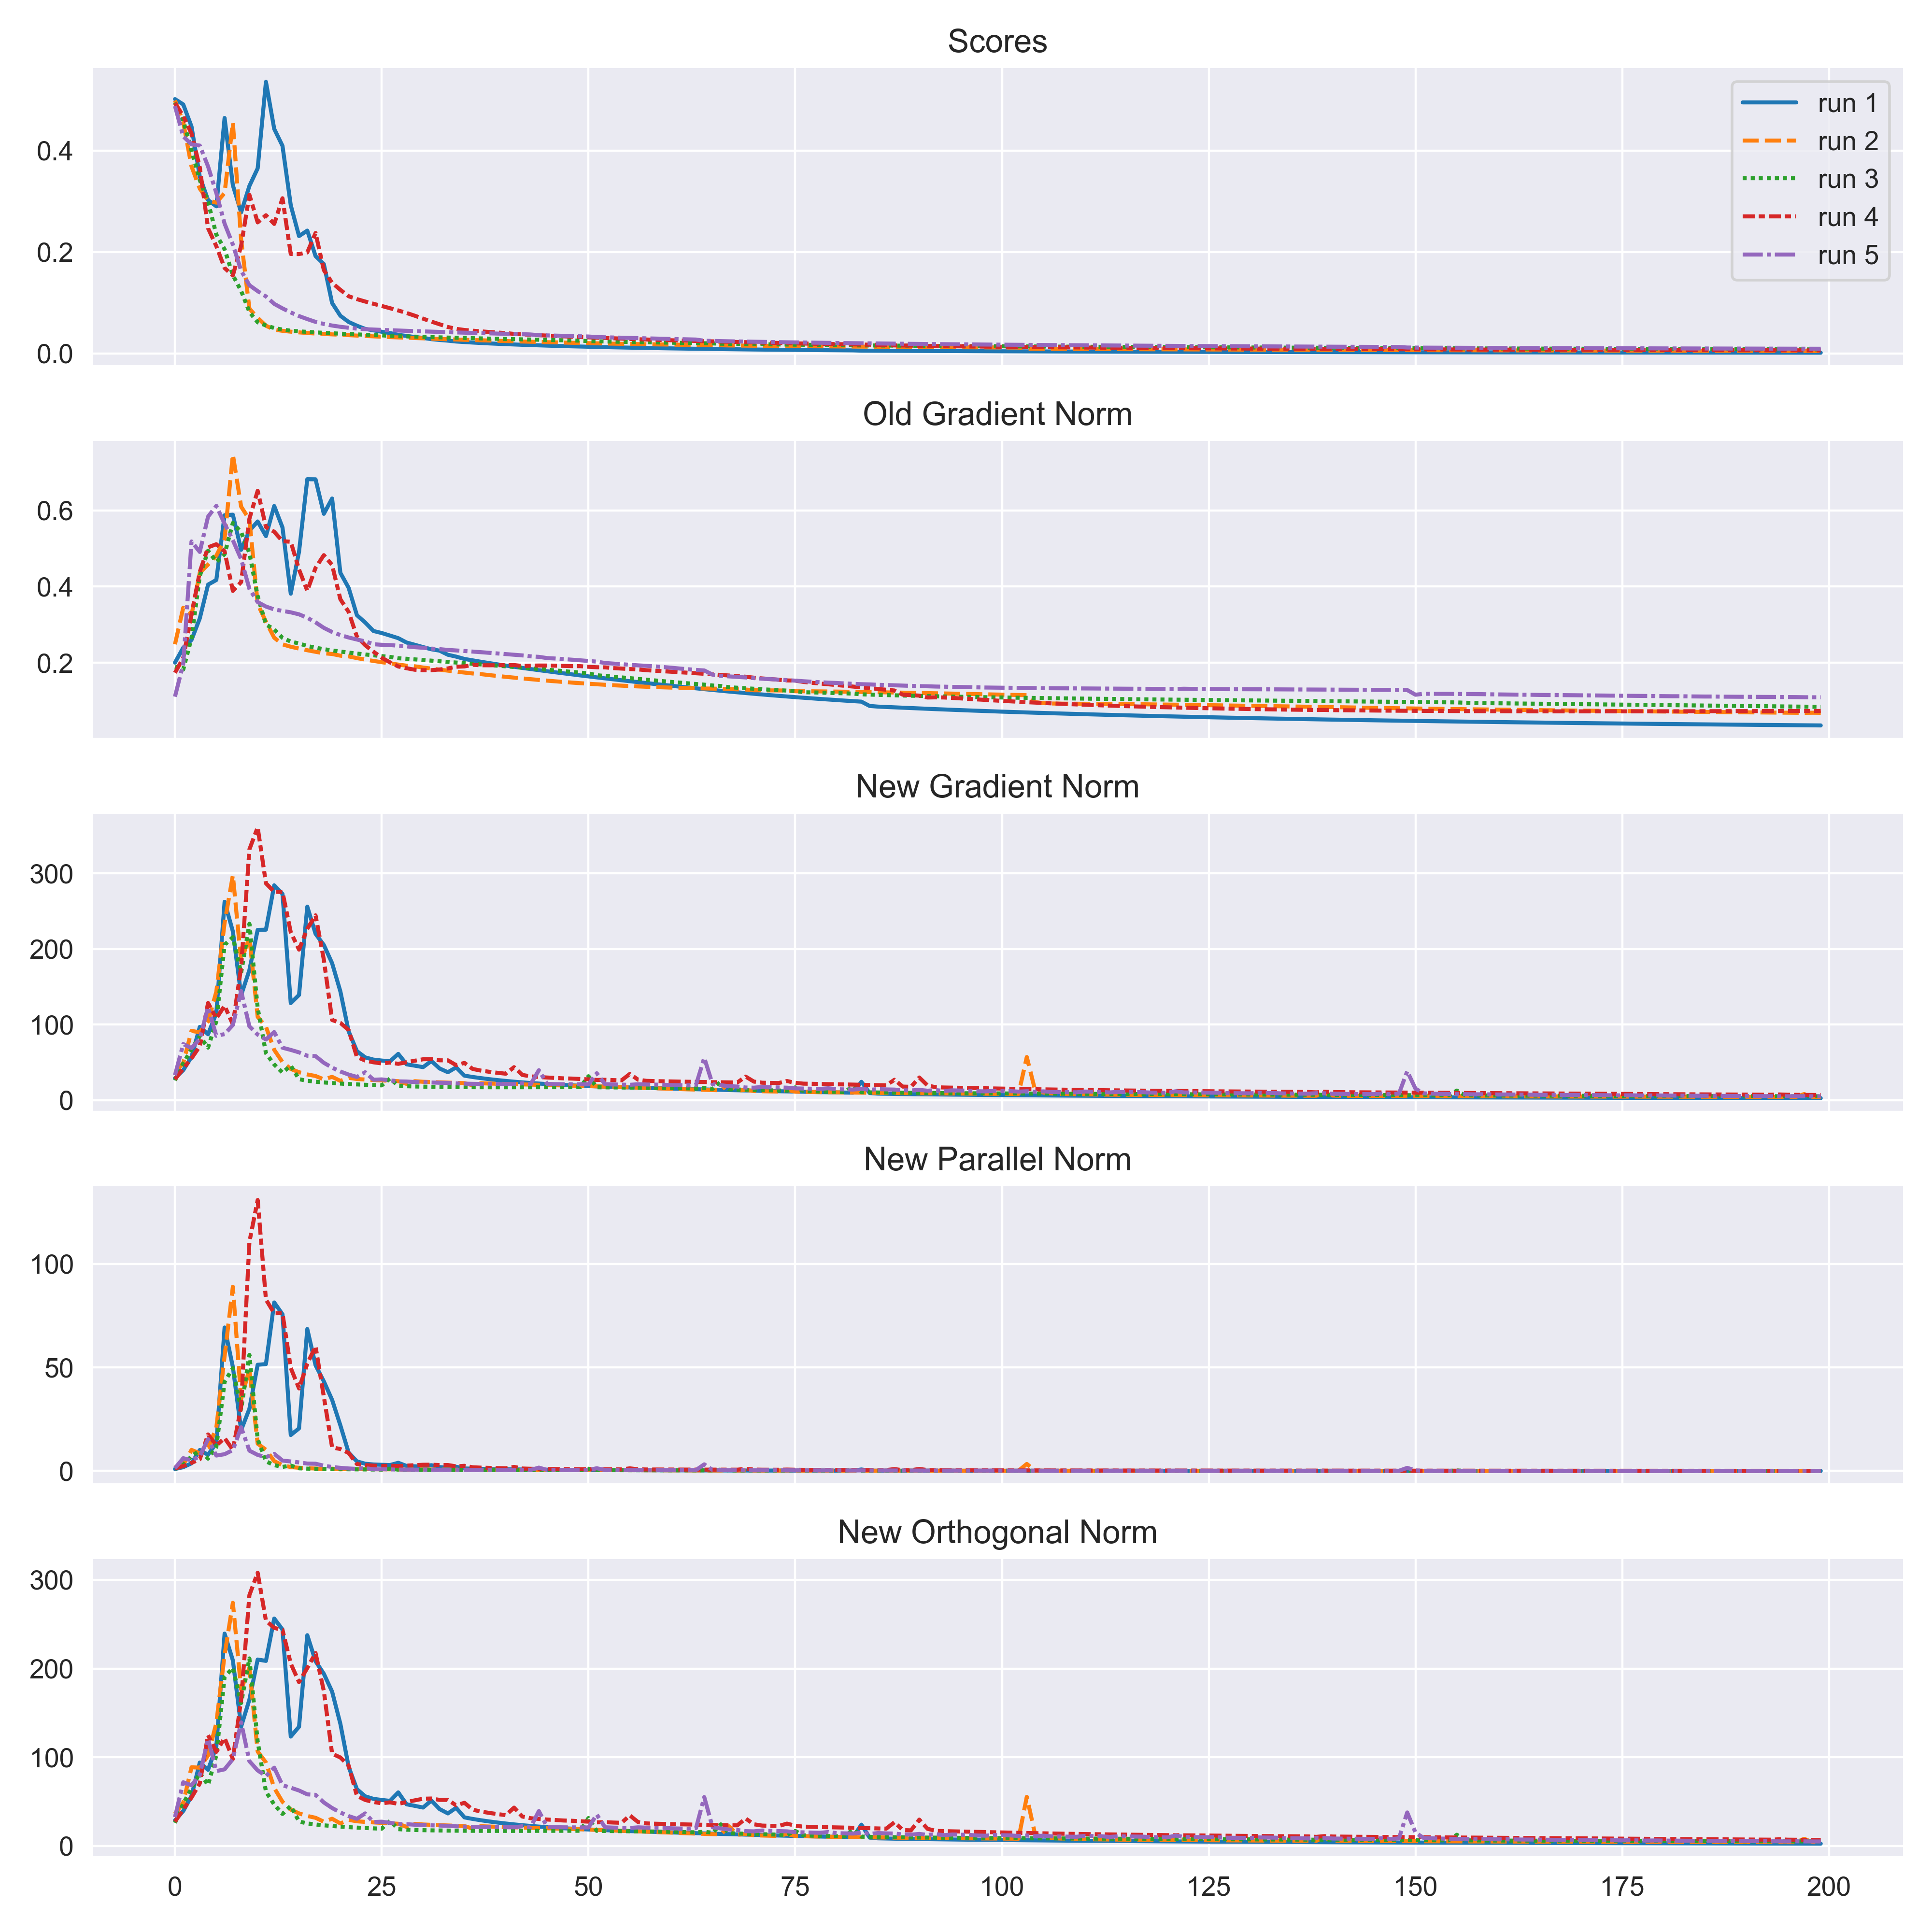 Scores
0.4
0.2
0.0
run 1
run 2
run 3
run 4
run 5
Old Gradient Norm
0.6
0.4
0.2
New Gradient Norm
300
200
100
0
New Parallel Norm
100
50
0
New Orthogonal Norm
300
200
100
0
0 25 50 75 100 125 150 175 200